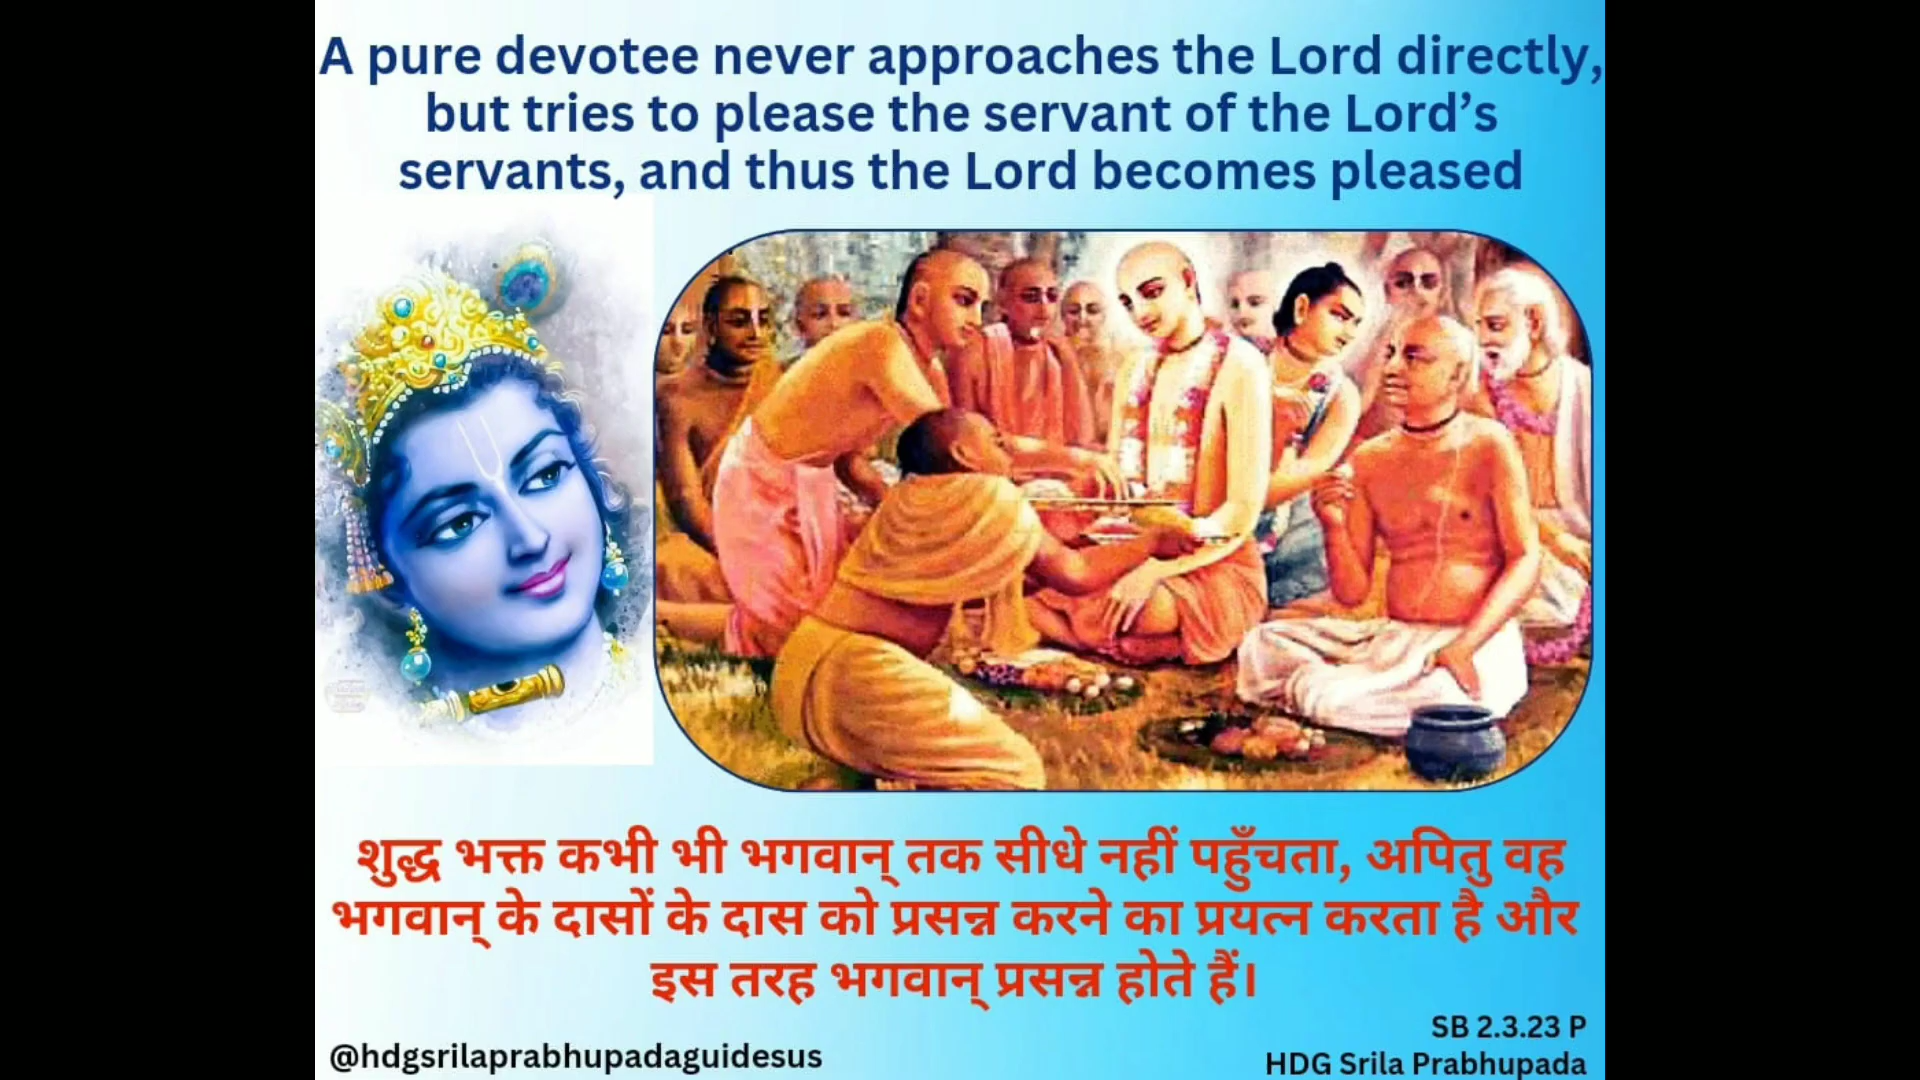 A pure devotee never approaches the Lord directly,
but tries to please the servant of the Lord’s
servants, and thus the Lord becomes pleased
शुद्ध भक्त कभी भी भगवान् तक सीधे नहीं पहुँचता, अपितु वह
भगवान् के दासों के दास को प्रसन्न करने का प्रयत्न करता है और
इस तरह भगवान् प्रसन्न होते हैं।
SB 2.3.23 P
@hdgsrilaprabhupadaguidesus
HDG Srila Prabhupada